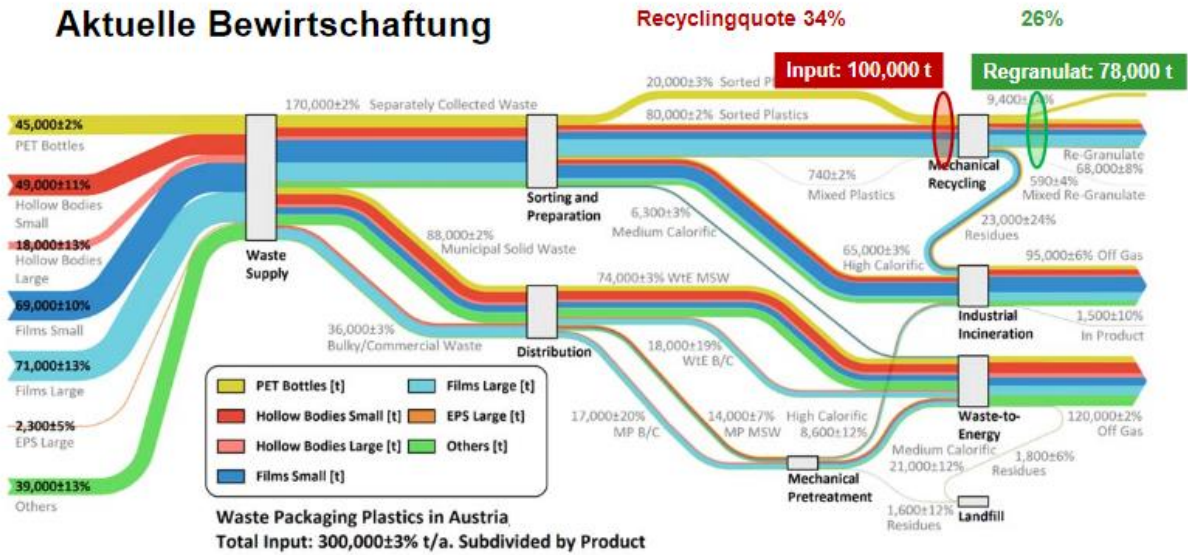 Aktuelle Bewirtschaftung
Recyclingquote 34%
26%
Input: 100,000 t
Regranulat: 78,000 t
20,000±3% Sorted
170,000±2% Separately Collected Waste
80,000±2% Sorted Plastics
45,000±2%
PET Bottles
49,000±11%
Hollow Bodies
Small
18,000±13%
Hollow Bodies
Large
69,000±10%
Films Small
71,000±13%
Films Large
2,300±5%
EPS Large
39,000±13%
Others
Waste
Supply
Sorting and
Preparation
740±2%
Mixed Plastics
Mechanical
Recycling
Re-Granulate
68,000±8%
590±4%
Mixed Re-Granulate
23,000±24%
Residues
6,300±3%
Medium Calorific
88,000±2%
Municipal Solid Waste
65,000±3%
High Calorific
95,000±6% Off Gas
74,000±3% WtE MSW
Industrial
Incineration
1,500±10%
In Product
36,000±3%
Bulky/Commercial Waste
Distribution
18,000±19%
WtE B/C
17,000±20%
MP B/C
14,000±7%
MP MSW
High Calorific
8,600±12%
Waste-to-
Energy
120,000±2%
Off Gas
Medium Calorific
21,000±12%
1,800±6%
Residues
Mechanical
Pretreatment
1,600±12%
Residues
Landfill
PET Bottles [t]
Films Large [t]
Hollow Bodies Small [t]
EPS Large [t]
Hollow Bodies Large [t]
Others [t]
Films Small [t]
Waste Packaging Plastics in Austria
Total Input: 300,000±3% t/a. Subdivided by Product